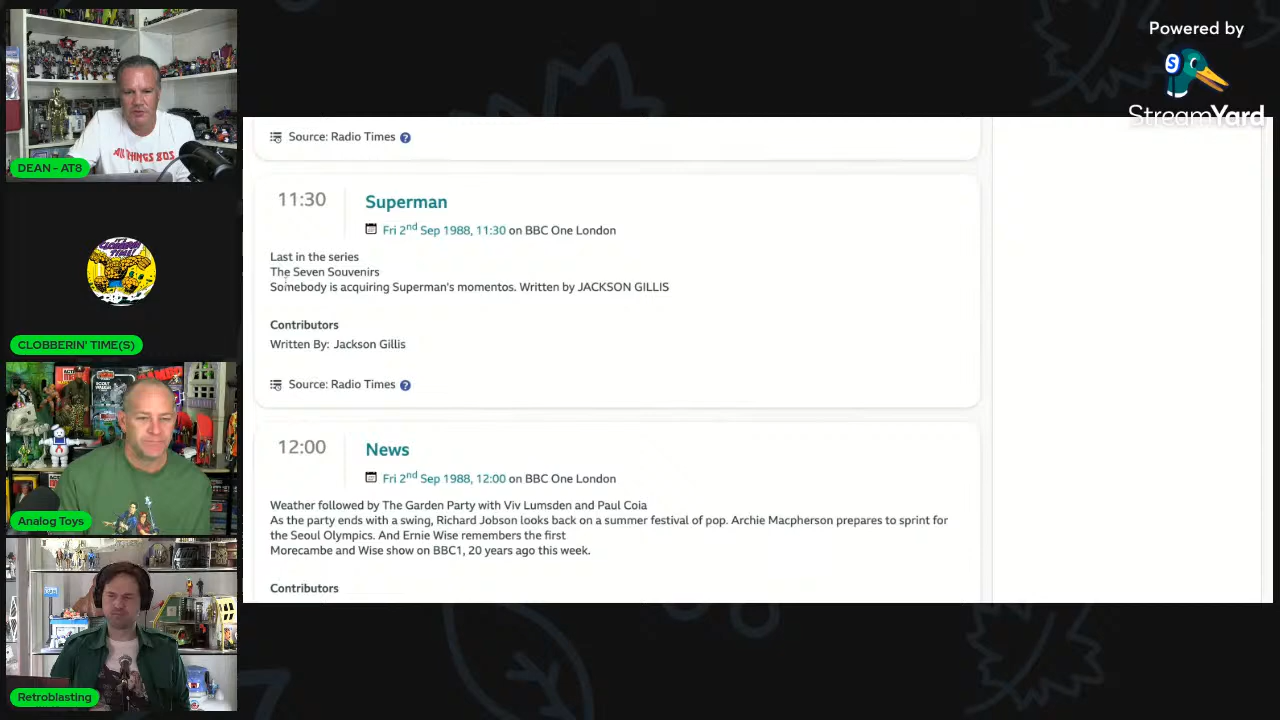 Powered by
StreamYard
DEAN - AT8
ALL THINGS 80S
IT'S CLOBBERIN' TIME!
CLOBBERIN' TIME(S)
Analog Toys
Retroblasting
Source: Radio Times ?
11:30
Superman
Fri 2nd Sep 1988, 11:30 on BBC One London
Last in the series
The Seven Souvenirs
Somebody is acquiring Superman's momentos. Written by JACKSON GILLIS
Contributors
Written By: Jackson Gillis
Source: Radio Times ?
12:00
News
Fri 2nd Sep 1988, 12:00 on BBC One London
Weather followed by The Garden Party with Viv Lumsden and Paul Coia
As the party ends with a swing, Richard Jobson looks back on a summer festival of pop. Archie Macpherson prepares to sprint for
the Seoul Olympics. And Ernie Wise remembers the first
Morecambe and Wise show on BBC1, 20 years ago this week.
Contributors